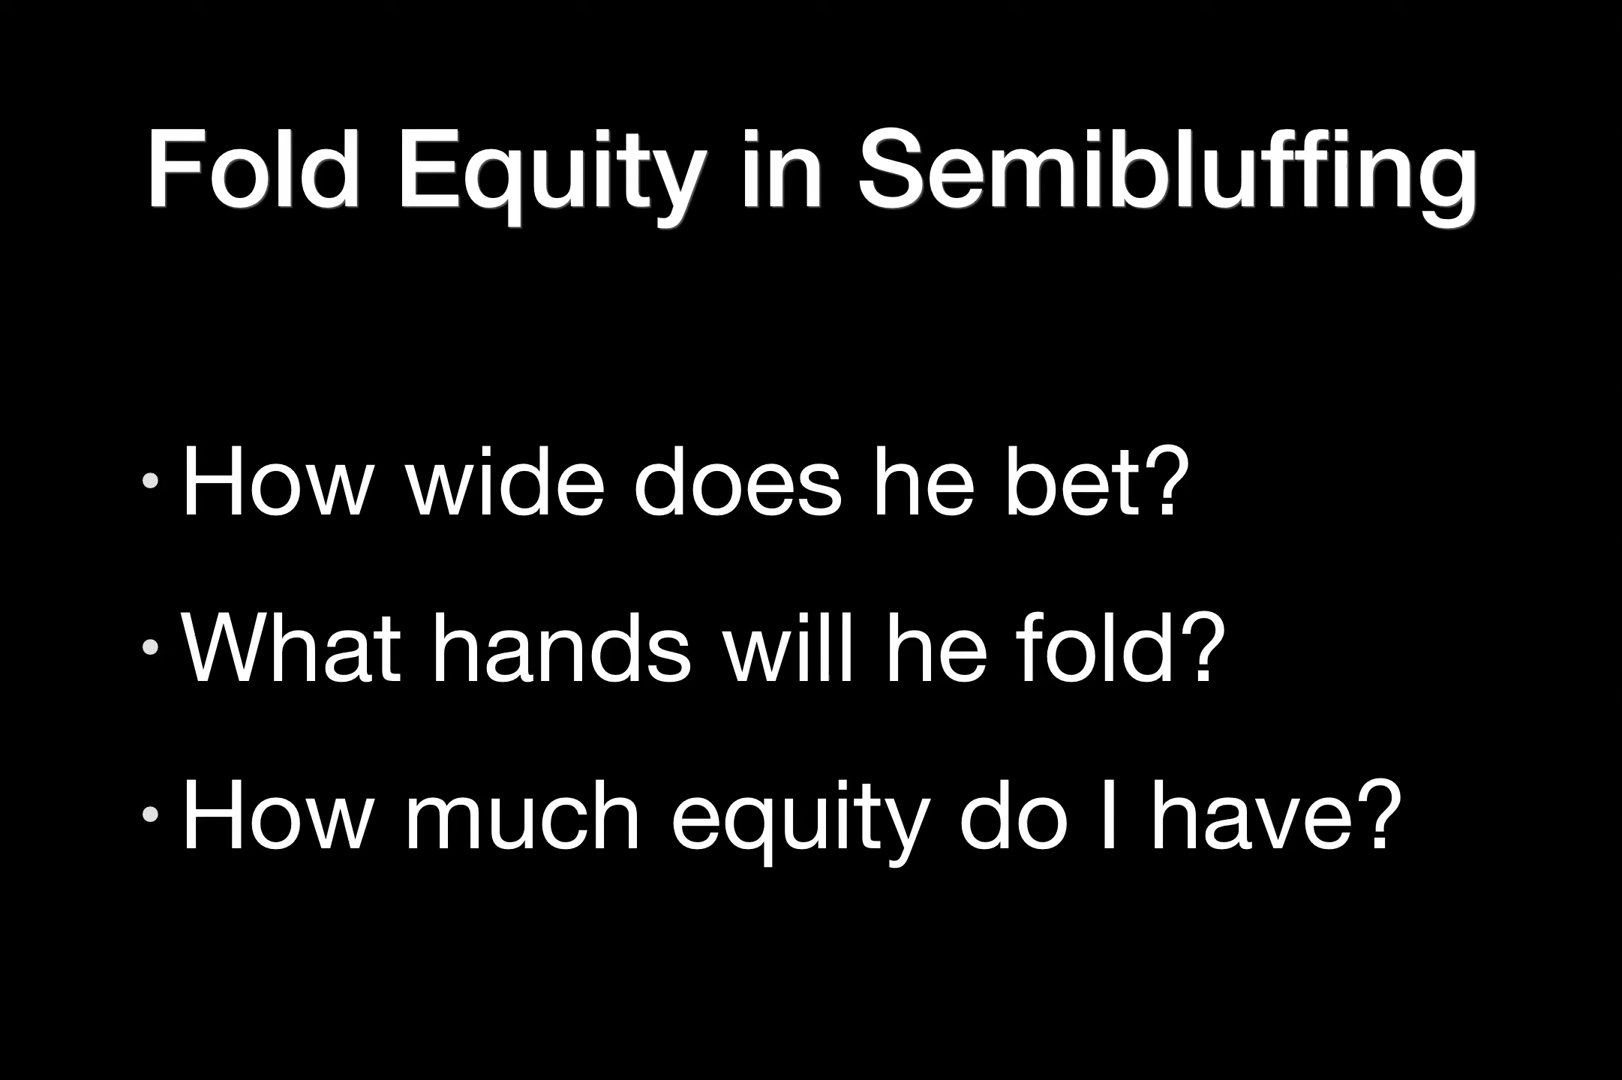 Fold Equity in Semibluffing
• How wide does he bet?
• What hands will he fold?
• How much equity do I have?